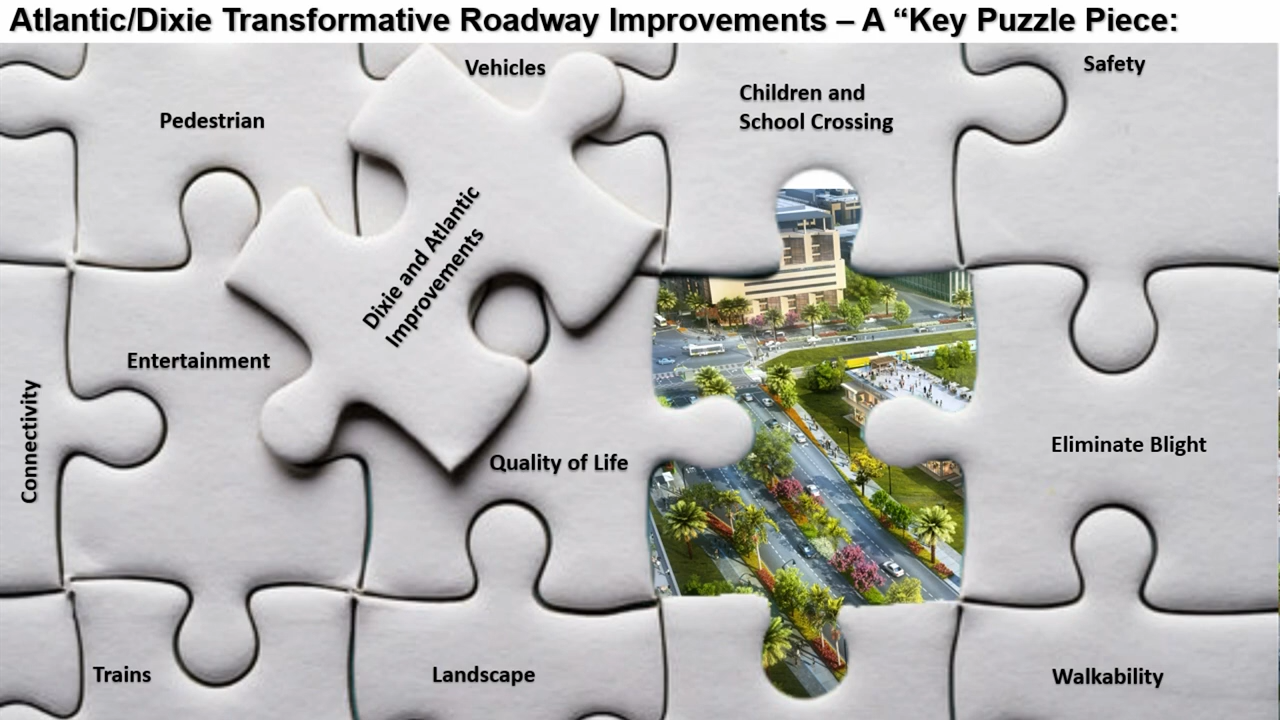 Atlantic/Dixie Transformative Roadway Improvements – A “Key Puzzle Piece:
Vehicles
Safety
Children and
School Crossing
Pedestrian
Dixie and Atlantic
Improvements
Entertainment
Connectivity
Quality of Life
Eliminate Blight
Trains
Landscape
Walkability